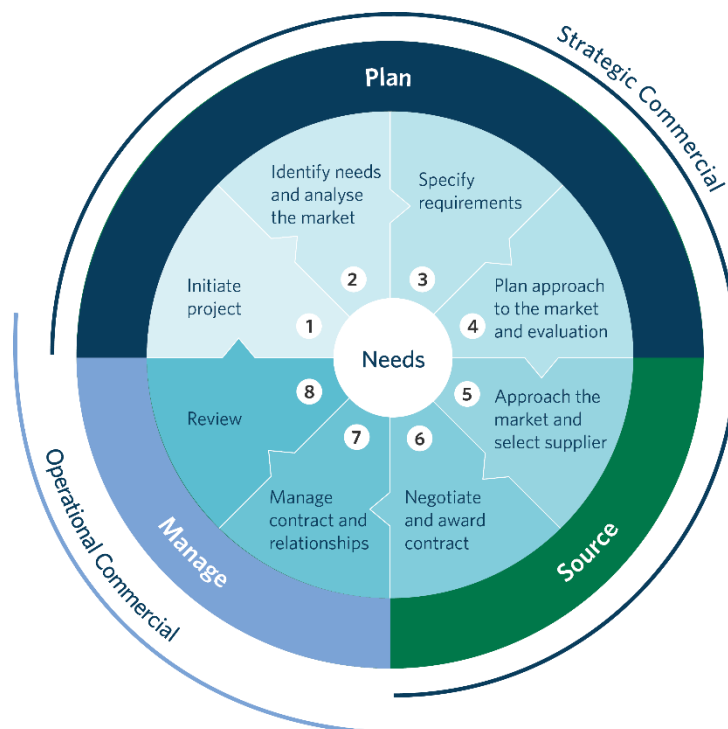 Strategic Commercial
Plan
Identify needs
and analyse
the market
Specify
requirements
Initiate
project
2
3
Plan approach
to the market
and evaluation
1
4
Needs
8
5
Approach the
market and
select supplier
Review
7
6
Manage
contract and
relationships
Negotiate
and award
contract
Manage
Source
Operational Commercial